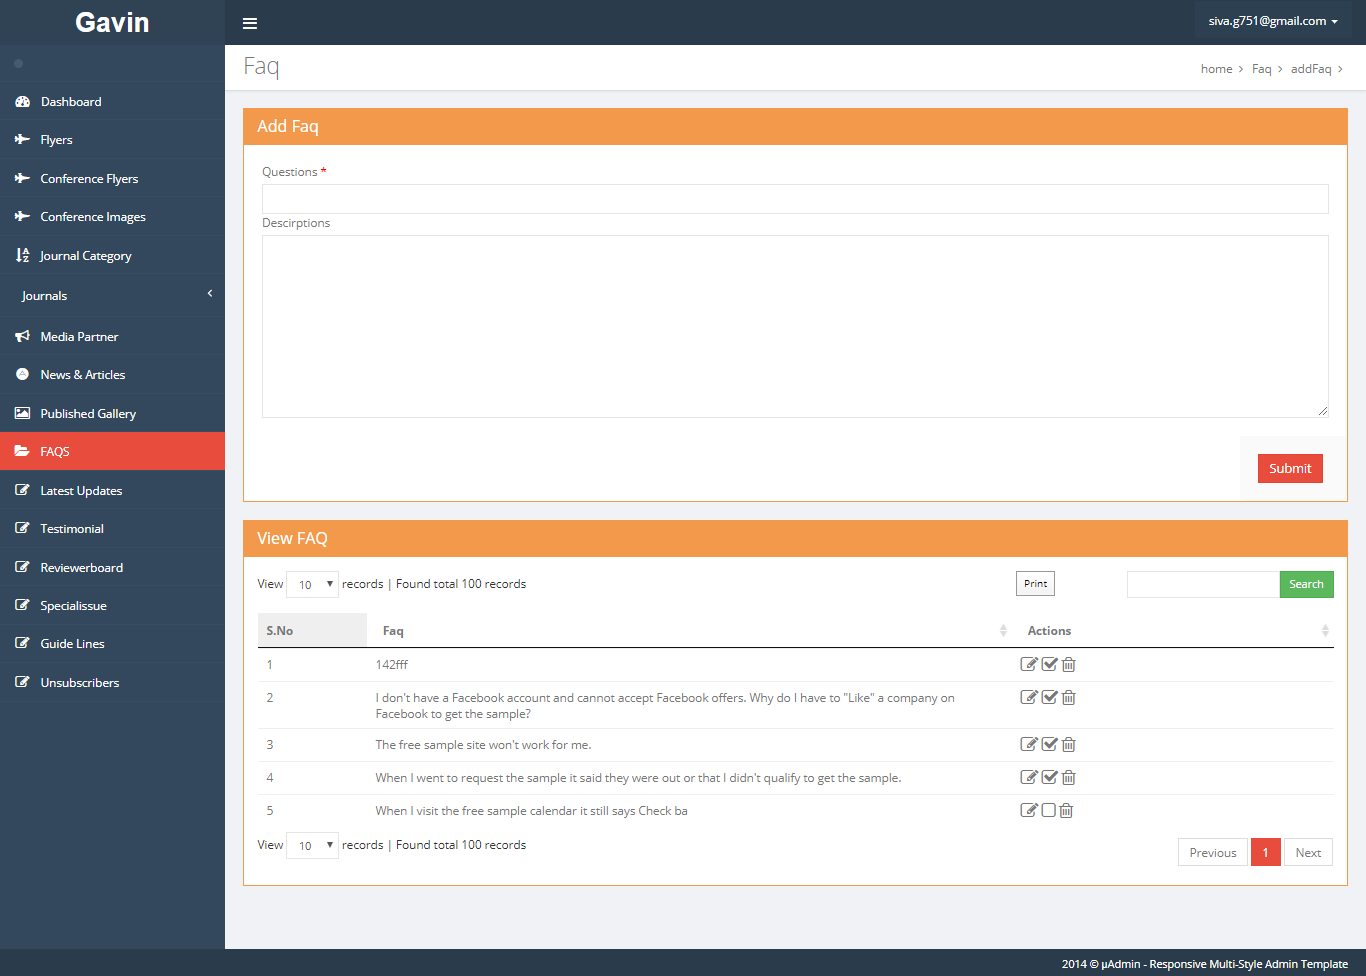 Gavin
siva.g751@gmail.com
Faq
home > Faq > addFaq >
Dashboard
Flyers
Conference Flyers
Conference Images
Journal Category
Journals
Media Partner
News & Articles
Published Gallery
FAQS
Latest Updates
Testimonial
Reviewerboard
Specialissue
Guide Lines
Unsubscribers
Add Faq
Questions *
Descirptions
Submit
View FAQ
View 10 records | Found total 100 records
Print
Search
S.No Faq Actions
1 142fff
2 I don't have a Facebook account and cannot accept Facebook offers. Why do I have to "Like" a company on
Facebook to get the sample?
3 The free sample site won't work for me.
4 When I went to request the sample it said they were out or that I didn't qualify to get the sample.
5 When I visit the free sample calendar it still says Check ba
View 10 records | Found total 100 records
Previous 1 Next
2014 © µAdmin - Responsive Multi-Style Admin Template